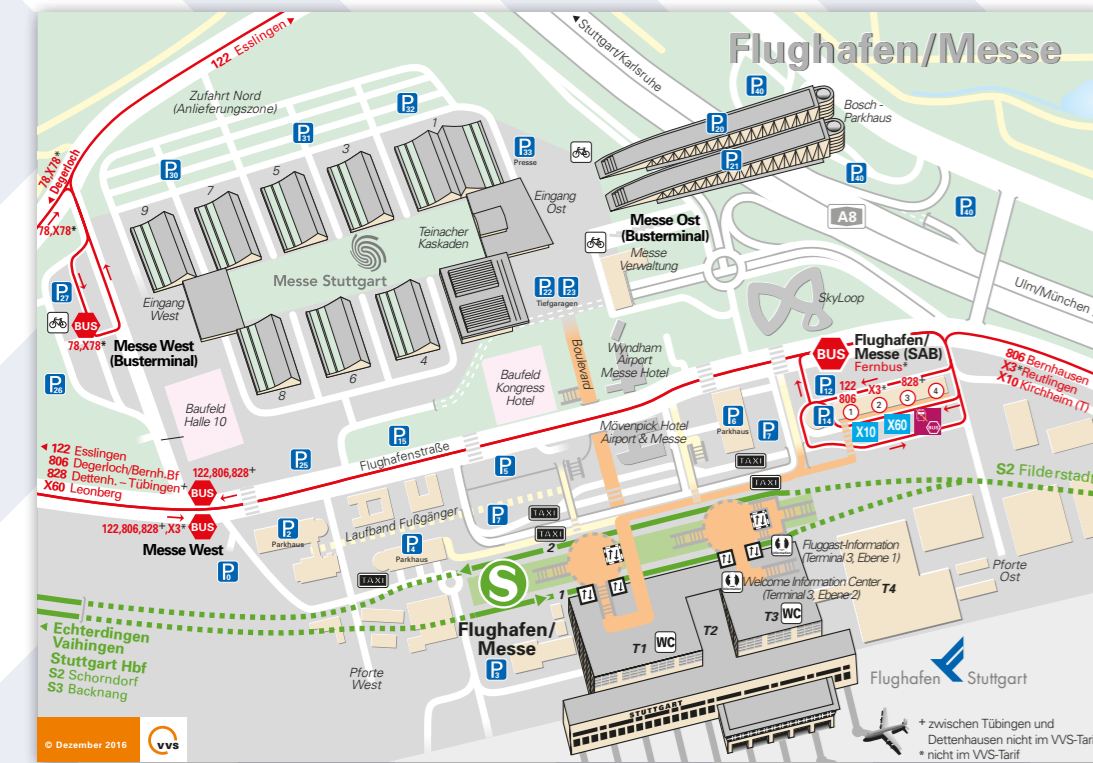 Flughafen/Messe
122 Esslingen
Stuttgart/Karlsruhe
Zufahrt Nord
(Anlieferungszone)
P40
Bosch-
Parkhaus
P32
P20
P31
P33
Presse
P21
P30
P40
P40
1
3
5
7
9
78,X78*
Degerloch
78,X78*
Eingang
Ost
Teinacher
Kaskaden
Messe Ost
(Busterminal)
A8
Messe
Verwaltung
Messe Stuttgart
Ulm/München
P27
P22
P23
Tiefgaragen
SkyLoop
Eingang
West
BUS
78,X78*
Messe West
(Busterminal)
4
6
8
Boulevard
Wyndham
Airport
Messe Hotel
BUS
Flughafen/
Messe (SAB)
Fernbus*
806 Bernhausen
X3*Reutlingen
X10 Kirchheim (T)
P26
Baufeld
Halle 10
Baufeld
Kongress
Hotel
P12
122
X3*
828+
806
1
2
3
4
P14
X10
X60
BUS
P15
P6
Parkhaus
P7
Mövenpick Hotel
Airport & Messe
Flughafenstraße
P25
P5
TAXI
TAXI
122 Esslingen
806 Degerloch/Bernh.Bf
828 Dettenh. – Tübingen+
X60 Leonberg
122,806,828+
BUS
S2 Filderstadt
122,806,828+,X3*
BUS
Messe West
P2
Parkhaus
Laufband Fußgänger
P7
TAXI
TAXI
P4
Parkhaus
2
P0
TAXI
S
1
Fluggast-Information
(Terminal 3, Ebene 1)
Welcome Information Center
(Terminal 3, Ebene 2)
T4
Pforte
Ost
Echterdingen
Vaihingen
Stuttgart Hbf
S2 Schorndorf
S3 Backnang
Flughafen/
Messe
P3
Pforte
West
T1
WC
T2
T3
WC
STUTTGART
Flughafen Stuttgart
© Dezember 2016
vvs
+ zwischen Tübingen und
Dettenhausen nicht im VVS-Tarif
* nicht im VVS-Tarif